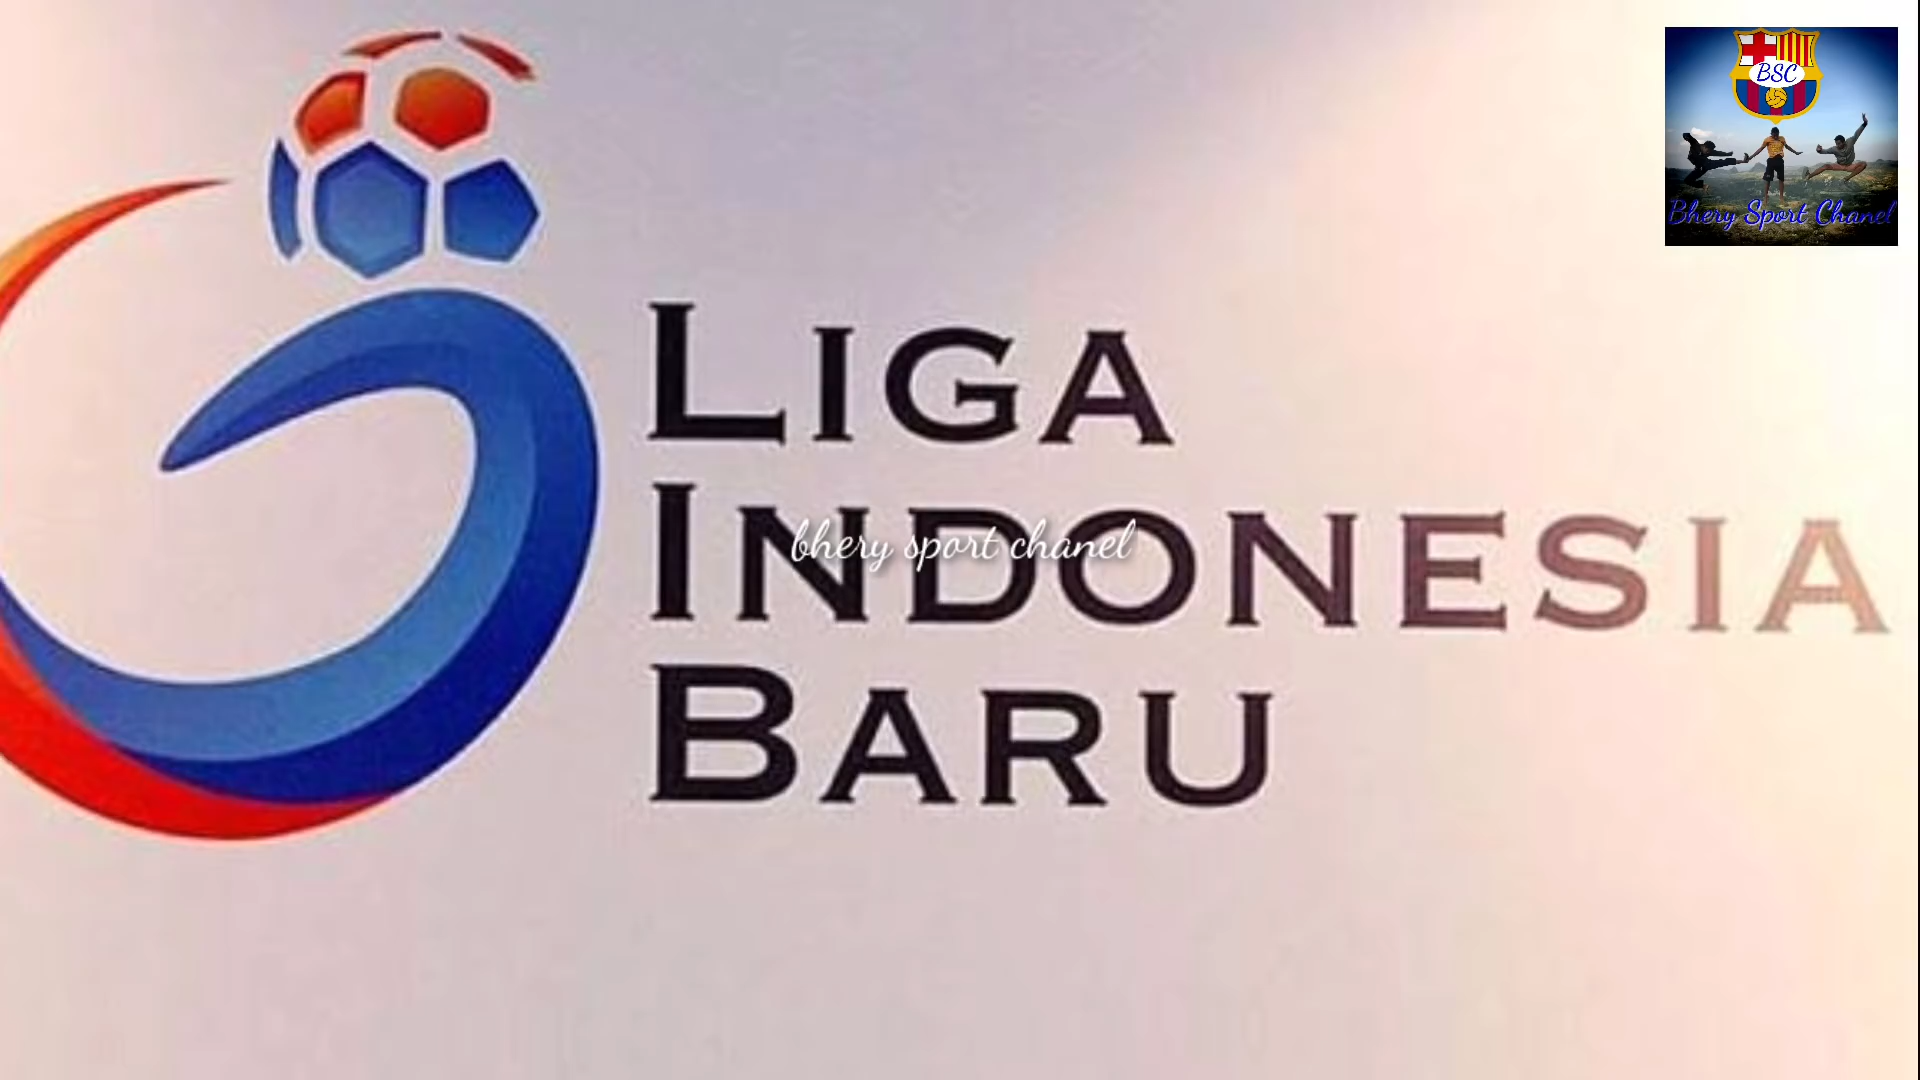 BSC
Bhery Sport Chanel
LIGA
INDONESIA
bhery sport chanel
BARU